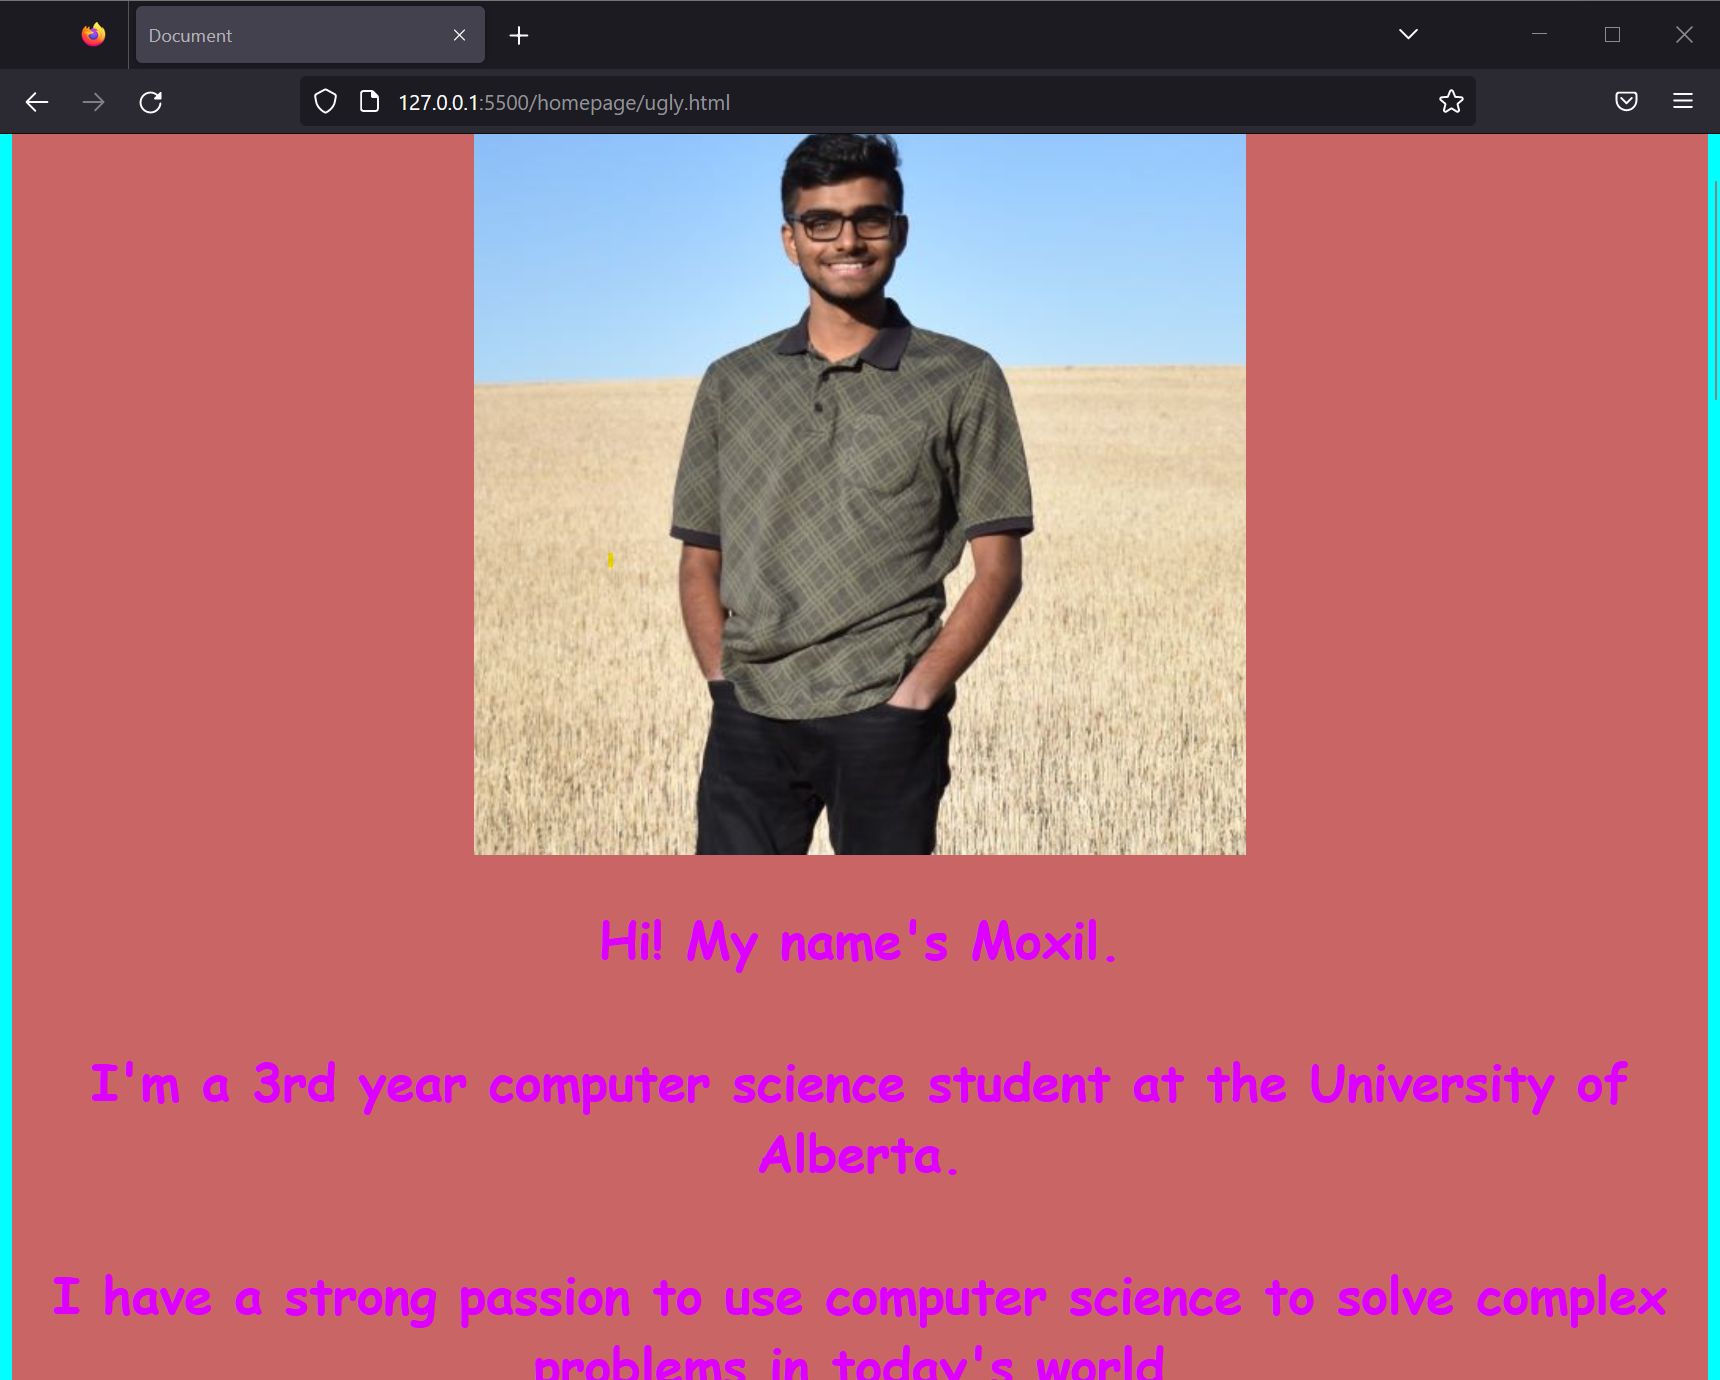 Document
127.0.0.1:5500/homepage/ugly.html
Hi! My name's Moxil.
I'm a 3rd year computer science student at the University of
Alberta.
I have a strong passion to use computer science to solve complex
problems in today's world